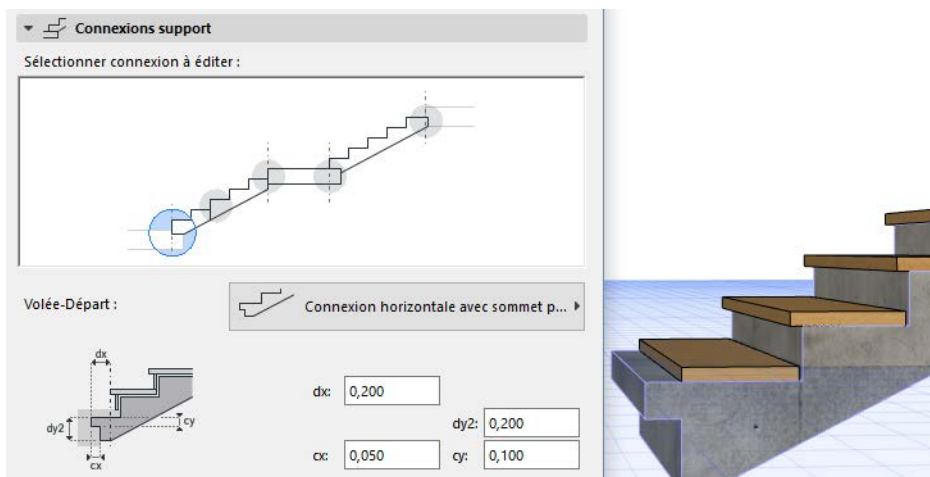 Connexions support
Sélectionner connexion à éditer :
Volée-Départ :
Connexion horizontale avec sommet p...
dx
dy2
cy
cx
dx: 0,200
dy2: 0,200
cx: 0,050 cy: 0,100